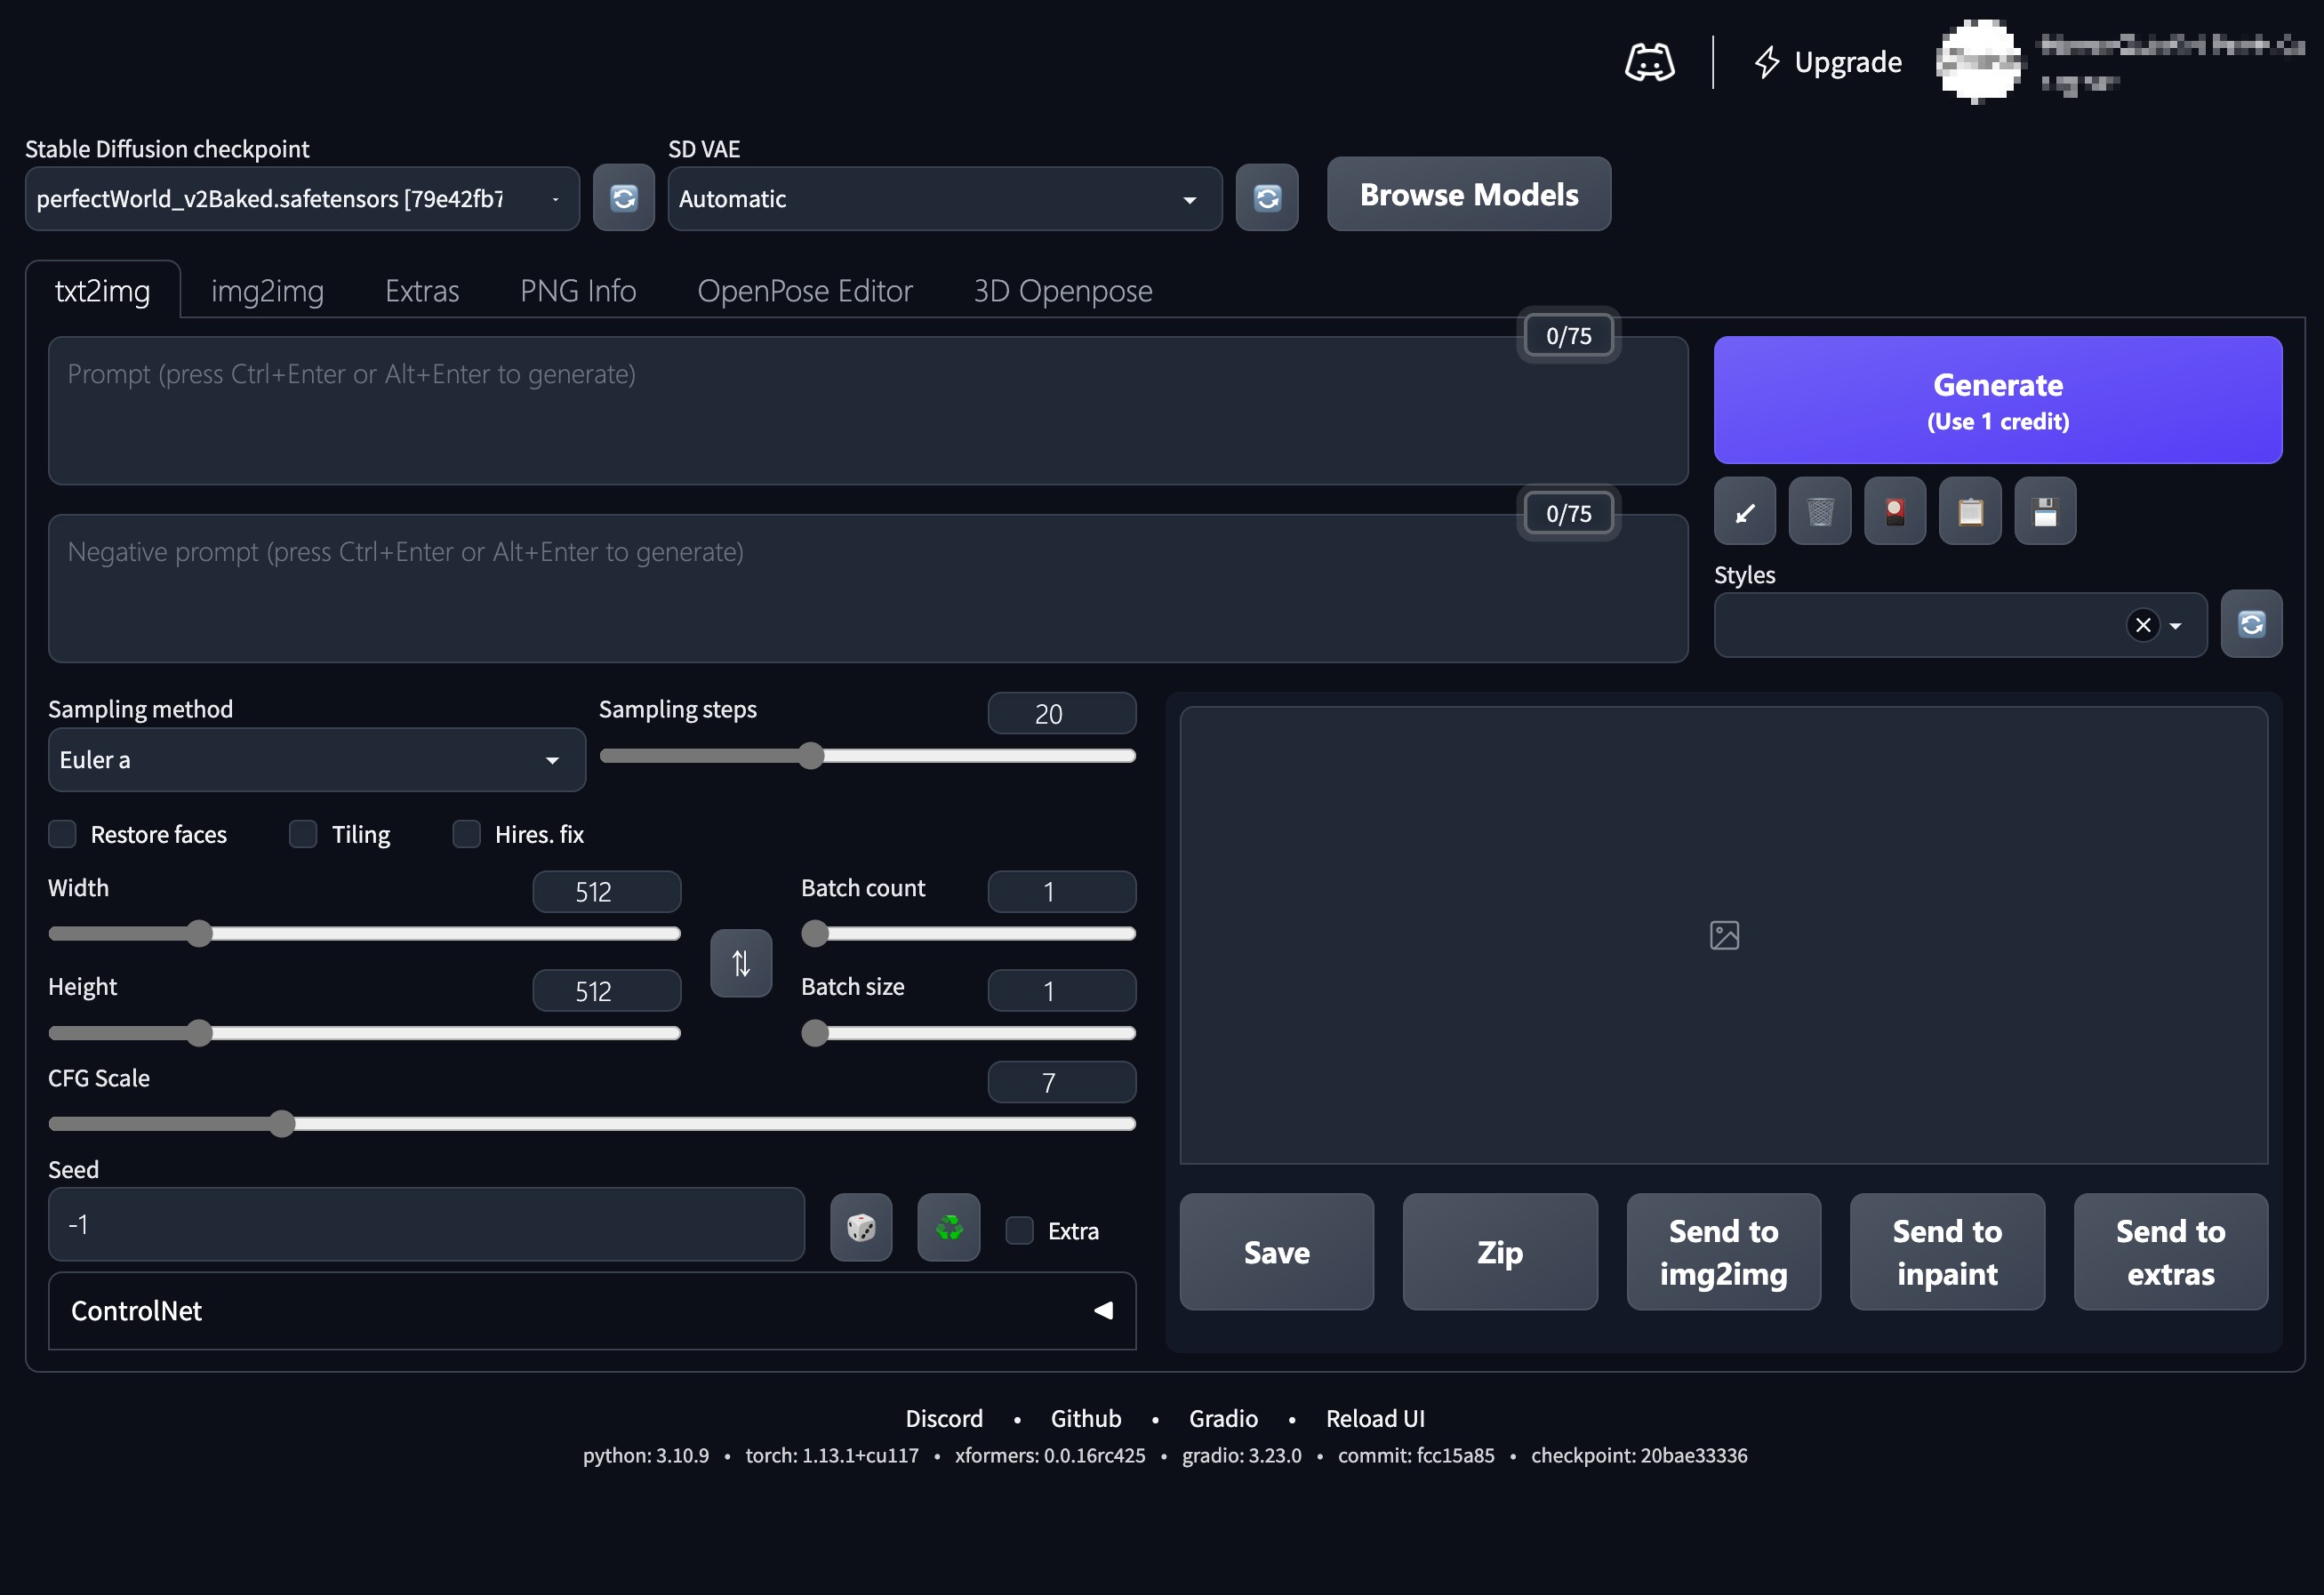 Upgrade
Stable Diffusion checkpoint
SD VAE
perfectWorld_v2Baked.safetensors [79e42fb7
Automatic
Browse Models
txt2img
img2img
Extras
PNG Info
OpenPose Editor
3D Openpose
0/75
Prompt (press Ctrl+Enter or Alt+Enter to generate)
Generate
(Use 1 credit)
0/75
Negative prompt (press Ctrl+Enter or Alt+Enter to generate)
Styles
Sampling method
Sampling steps
20
Euler a
Restore faces
Tiling
Hires. fix
Width
512
Batch count
1
Height
512
Batch size
1
CFG Scale
7
Seed
-1
Extra
ControlNet
Save
Zip
Send to
img2img
Send to
inpaint
Send to
extras
Discord • Github • Gradio • Reload UI
python: 3.10.9 • torch: 1.13.1+cu117 • xformers: 0.0.16rc425 • gradio: 3.23.0 • commit: fcc15a85 • checkpoint: 20bae33336